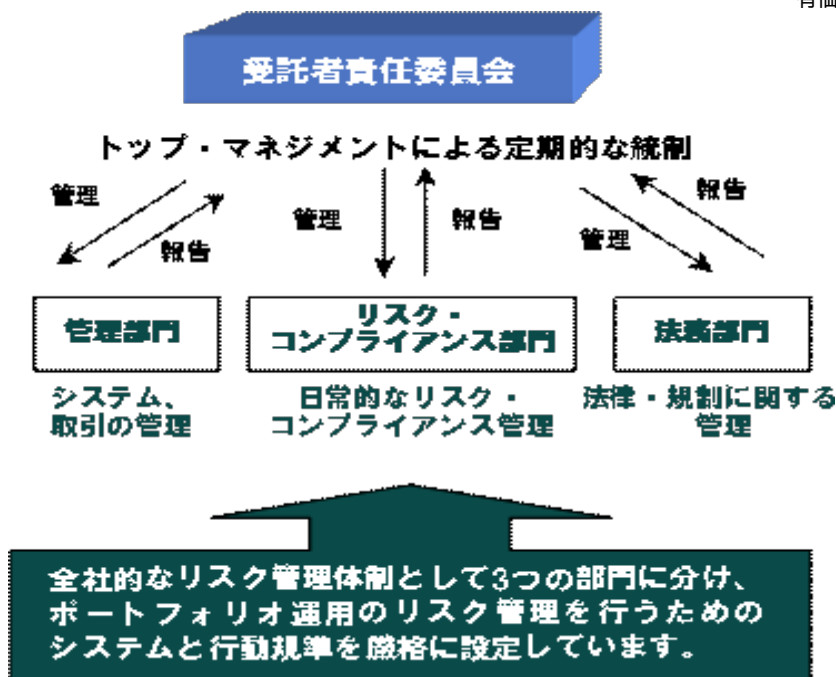 有価
受託者責任委員会
トップ・マネジメントによる定期的な統制
管理
報告
管理
報告
管理
報告
管理部門
リスク・
コンプライアンス部門
法務部門
システム、
取引の管理
日常的なリスク・
コンプライアンス管理
法律・規制に関する
管理
全社的なリスク管理体制として3つの部門に分け、
ポートフォリオ運用のリスク管理を行うための
システムと行動規準を厳格に設定しています。